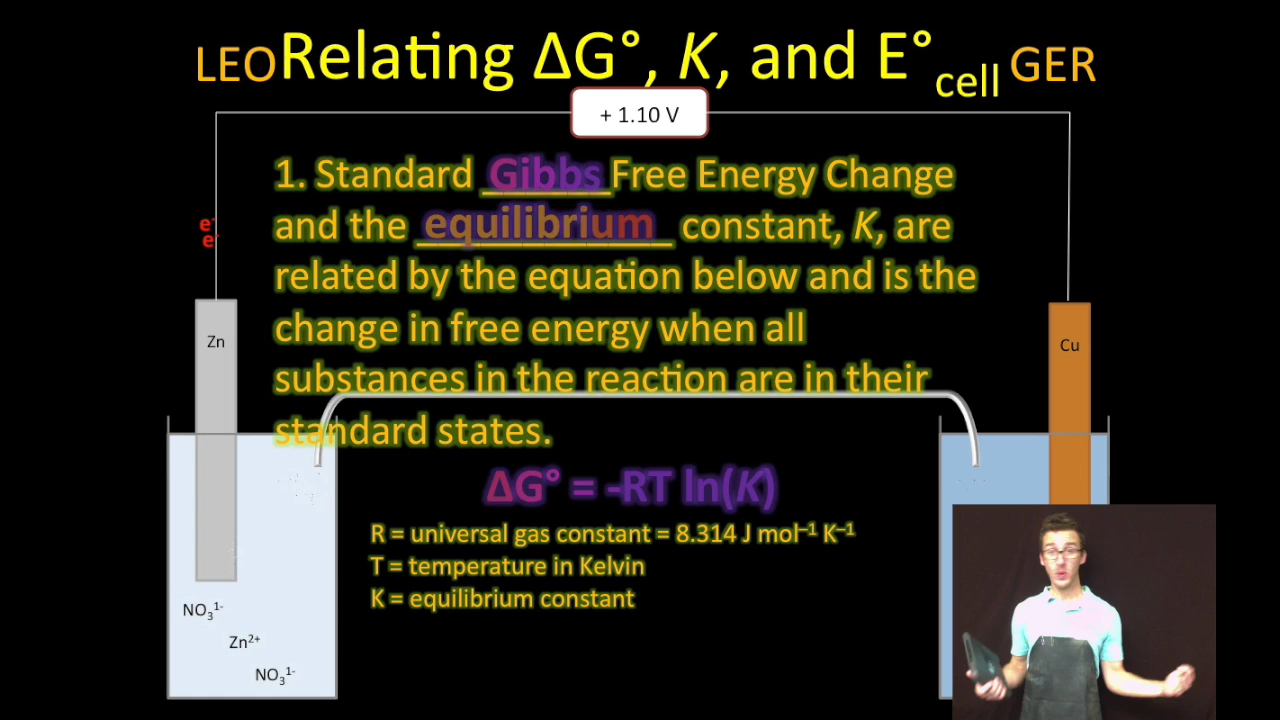 LEO Relating ΔG°, K, and E°cell GER
+ 1.10 V
1. Standard Gibbs Free Energy Change
and the equilibrium constant, K, are
e⁻
e⁻
related by the equation below and is the
change in free energy when all
Zn
Cu
substances in the reaction are in their
standard states.
ΔG° = -RT ln(K)
R = universal gas constant = 8.314 J mol⁻¹ K⁻¹
T = temperature in Kelvin
K = equilibrium constant
NO₃¹⁻
Zn²⁺
NO₃¹⁻